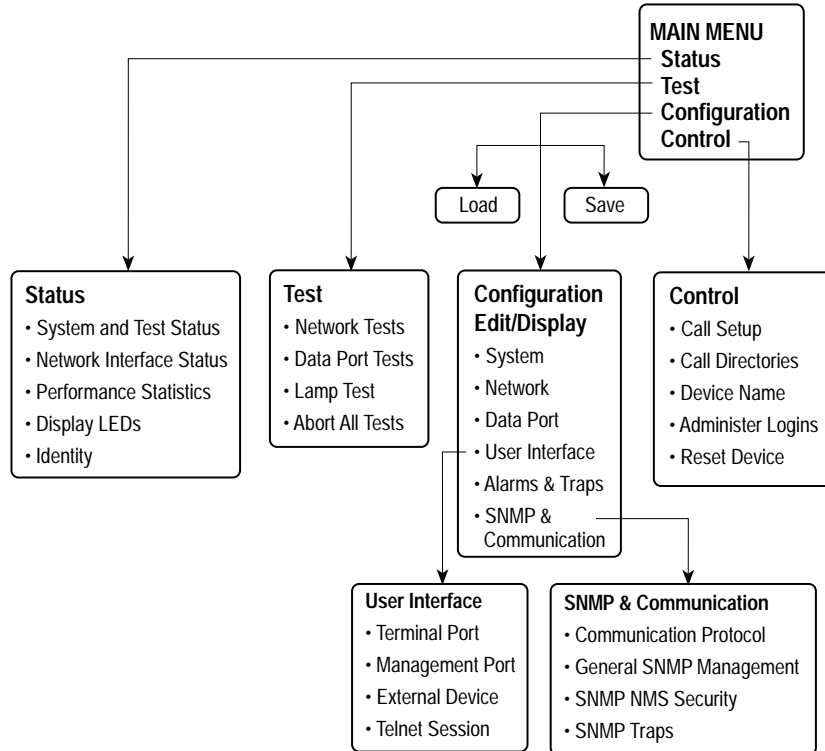 MAIN MENU
Status
Test
Configuration
Control
Load
Save
Status
• System and Test Status
• Network Interface Status
• Performance Statistics
• Display LEDs
• Identity
Test
• Network Tests
• Data Port Tests
• Lamp Test
• Abort All Tests
Configuration
Edit/Display
• System
• Network
• Data Port
• User Interface
• Alarms & Traps
• SNMP &
Communication
Control
• Call Setup
• Call Directories
• Device Name
• Administer Logins
• Reset Device
User Interface
• Terminal Port
• Management Port
• External Device
• Telnet Session
SNMP & Communication
• Communication Protocol
• General SNMP Management
• SNMP NMS Security
• SNMP Traps